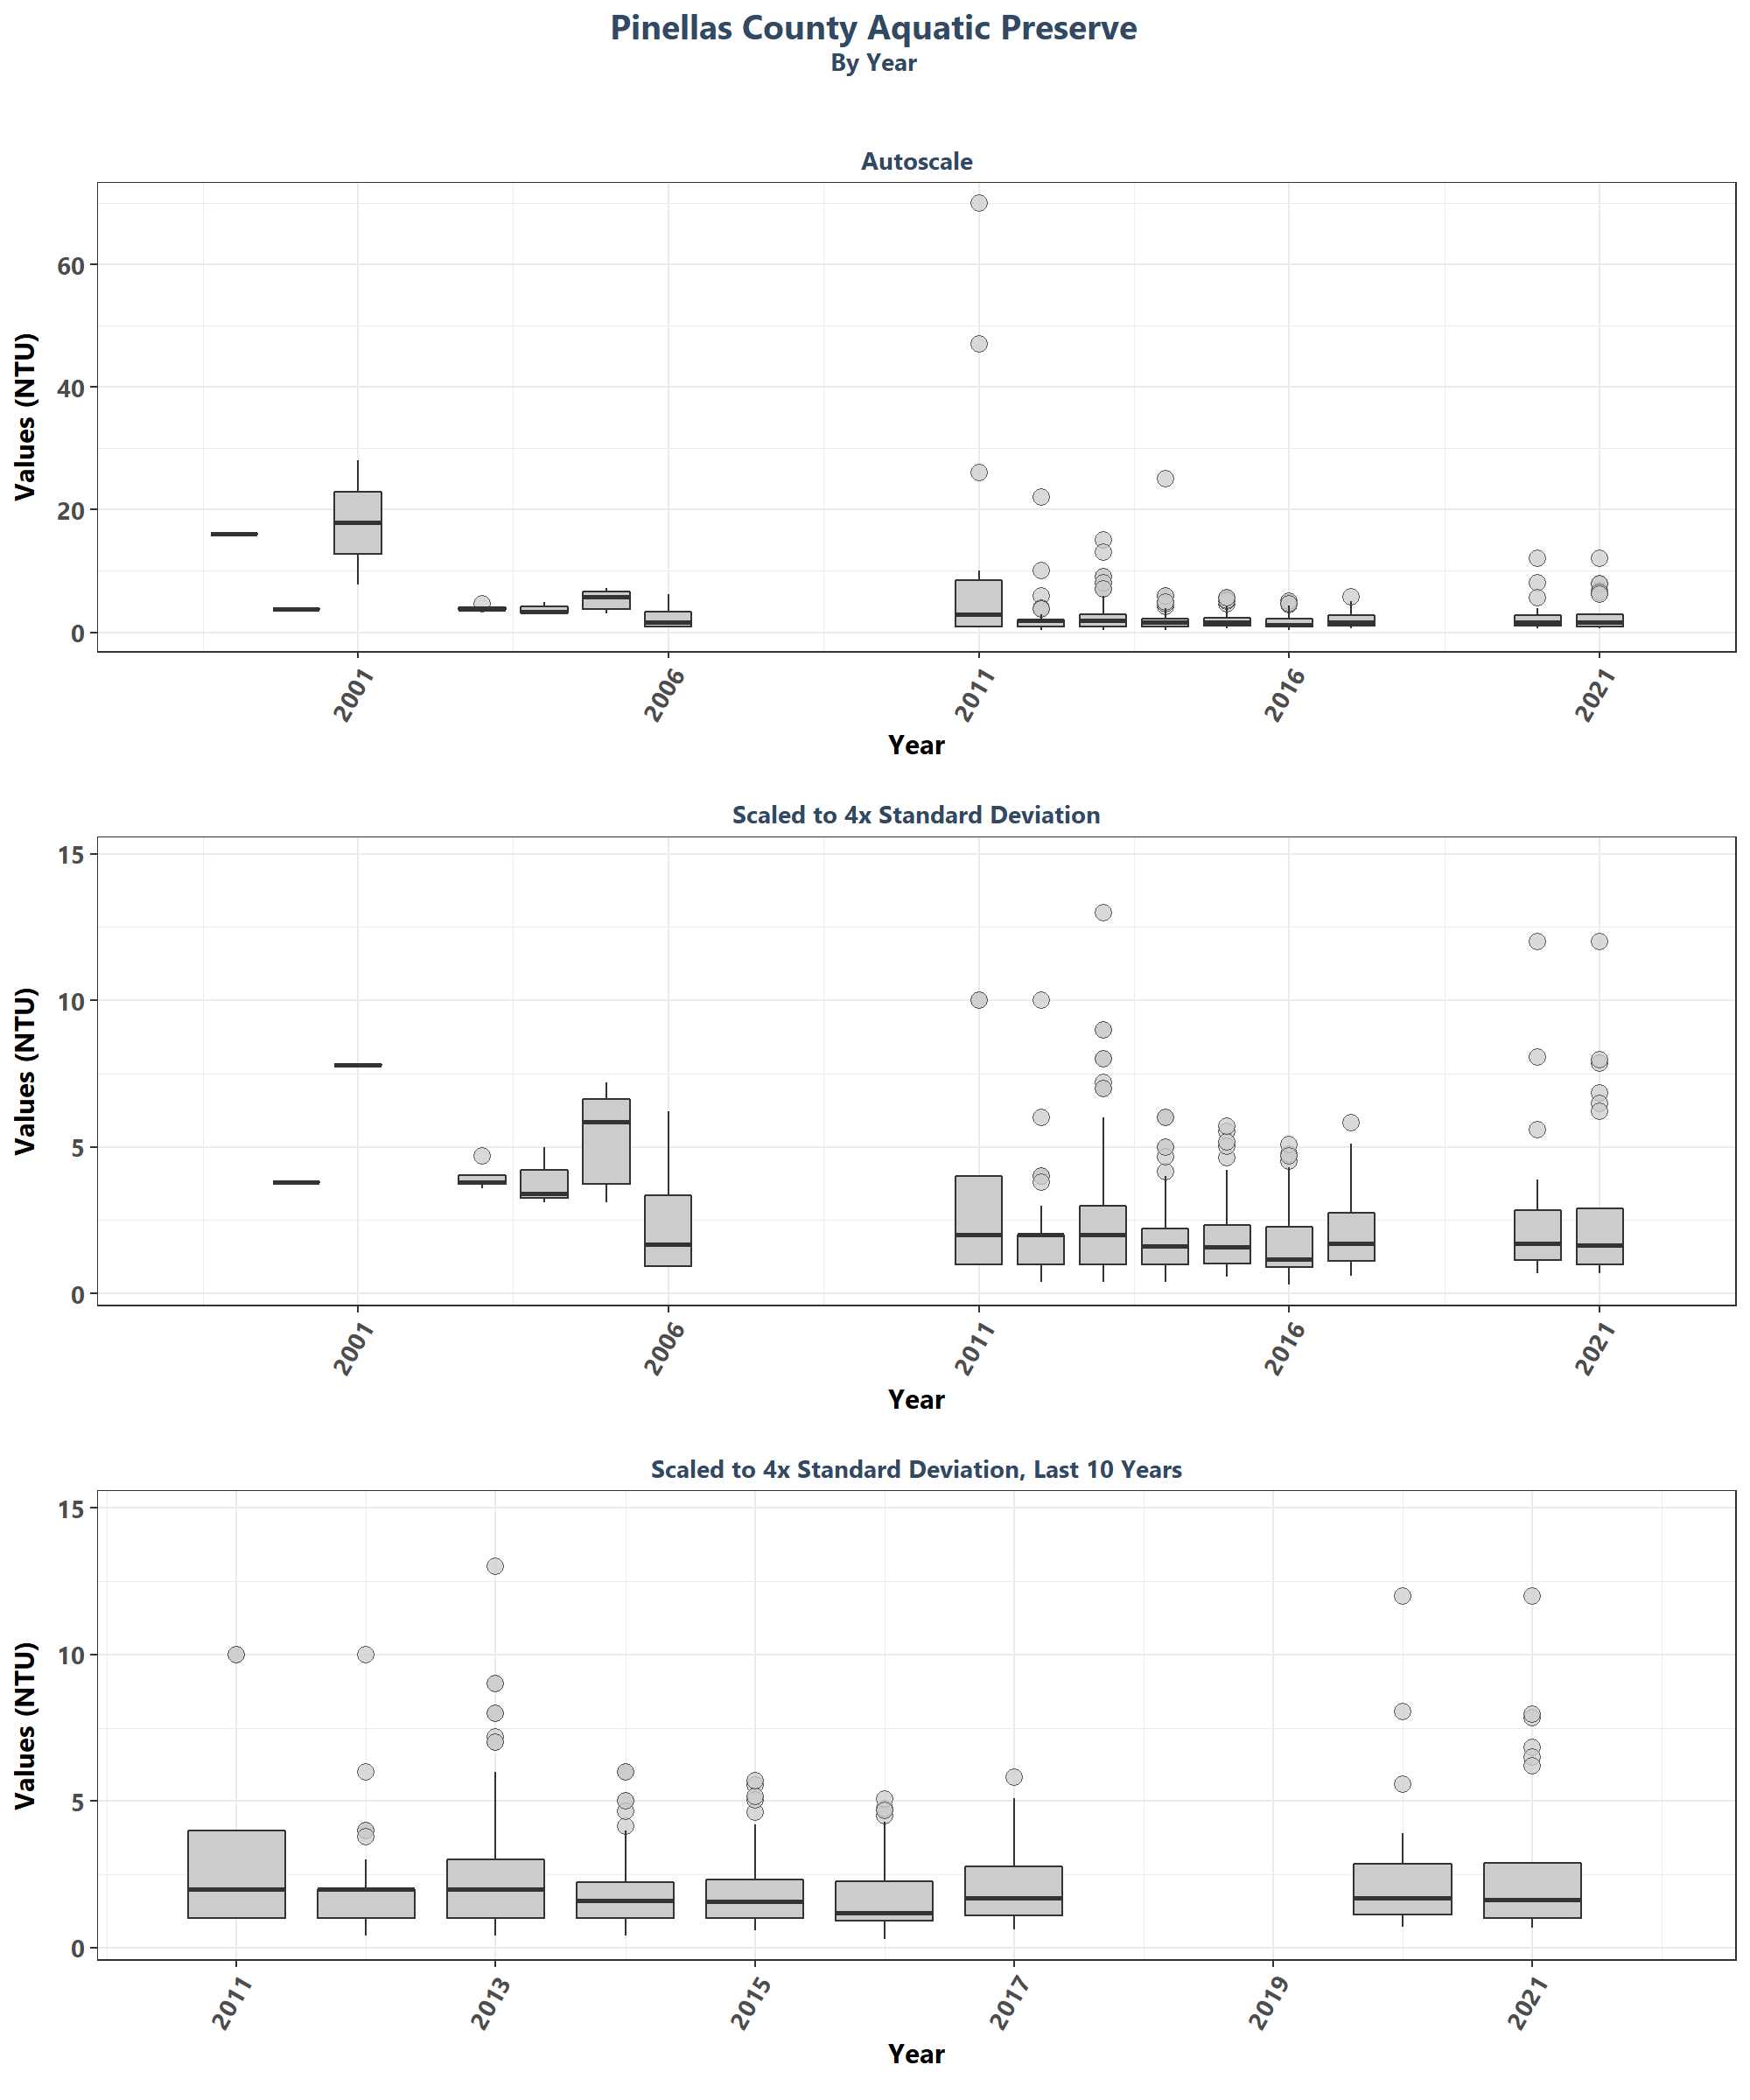 Pinellas County Aquatic Preserve
By Year
Autoscale
Values (NTU)
60
40
20
0
2001
2006
2011
2016
2021
Year
Scaled to 4x Standard Deviation
Values (NTU)
15
10
5
0
2001
2006
2011
2016
2021
Year
Scaled to 4x Standard Deviation, Last 10 Years
Values (NTU)
15
10
5
0
2011
2013
2015
2017
2019
2021
Year